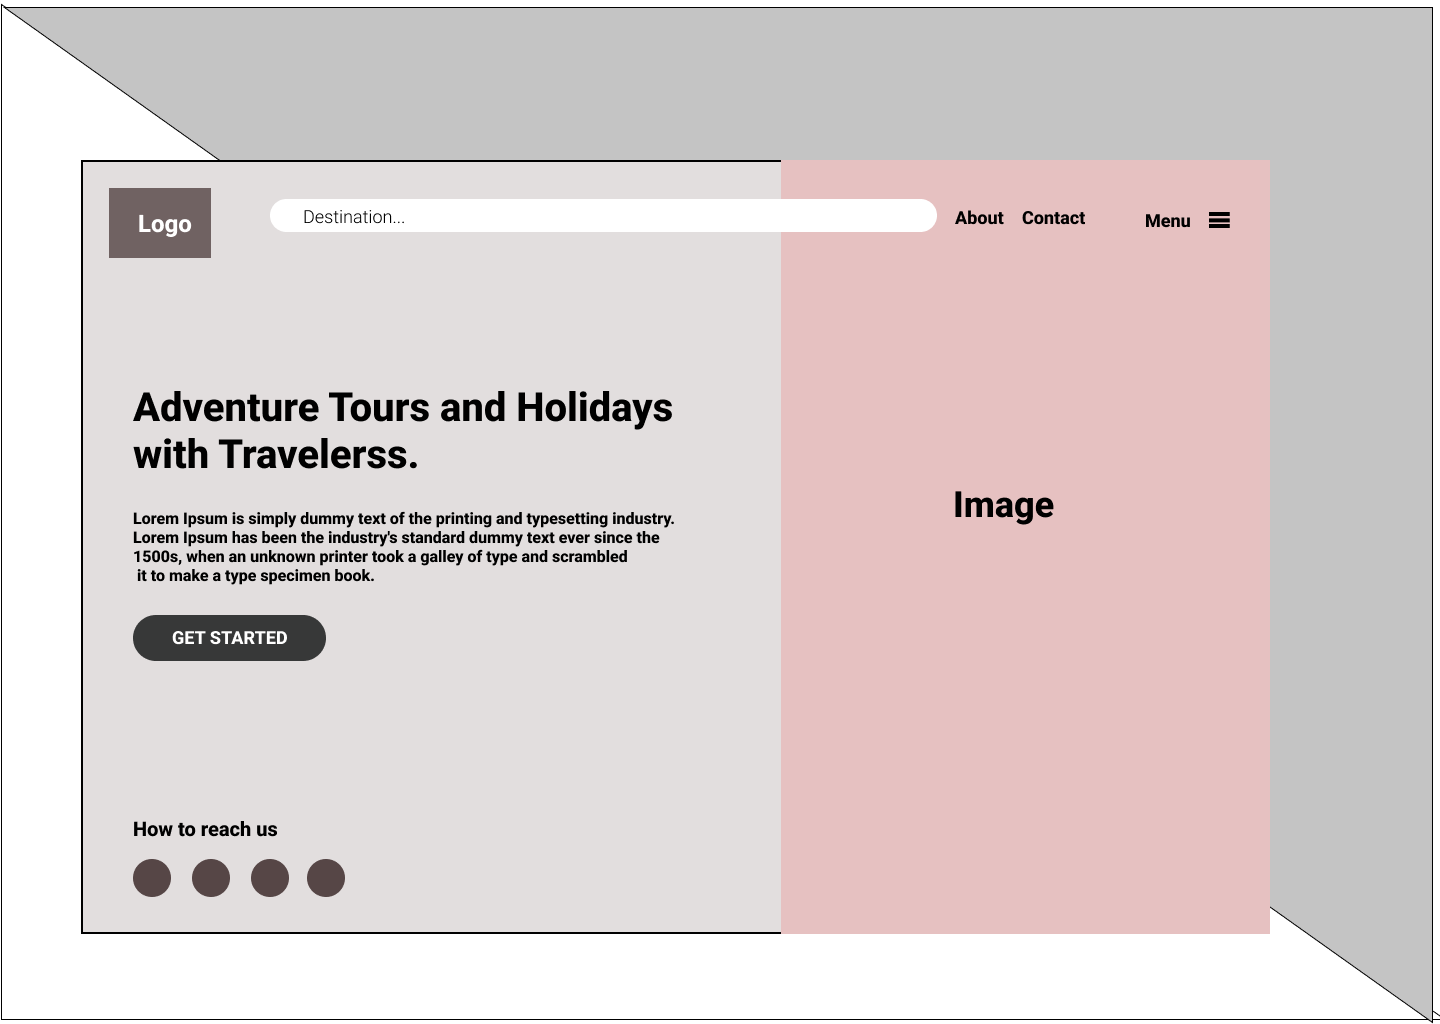 Logo
Destination...
About
Contact
Menu
Adventure Tours and Holidays
with Travelerss.
Lorem Ipsum is simply dummy text of the printing and typesetting industry.
Lorem Ipsum has been the industry's standard dummy text ever since the
1500s, when an unknown printer took a galley of type and scrambled
it to make a type specimen book.
Image
GET STARTED
How to reach us